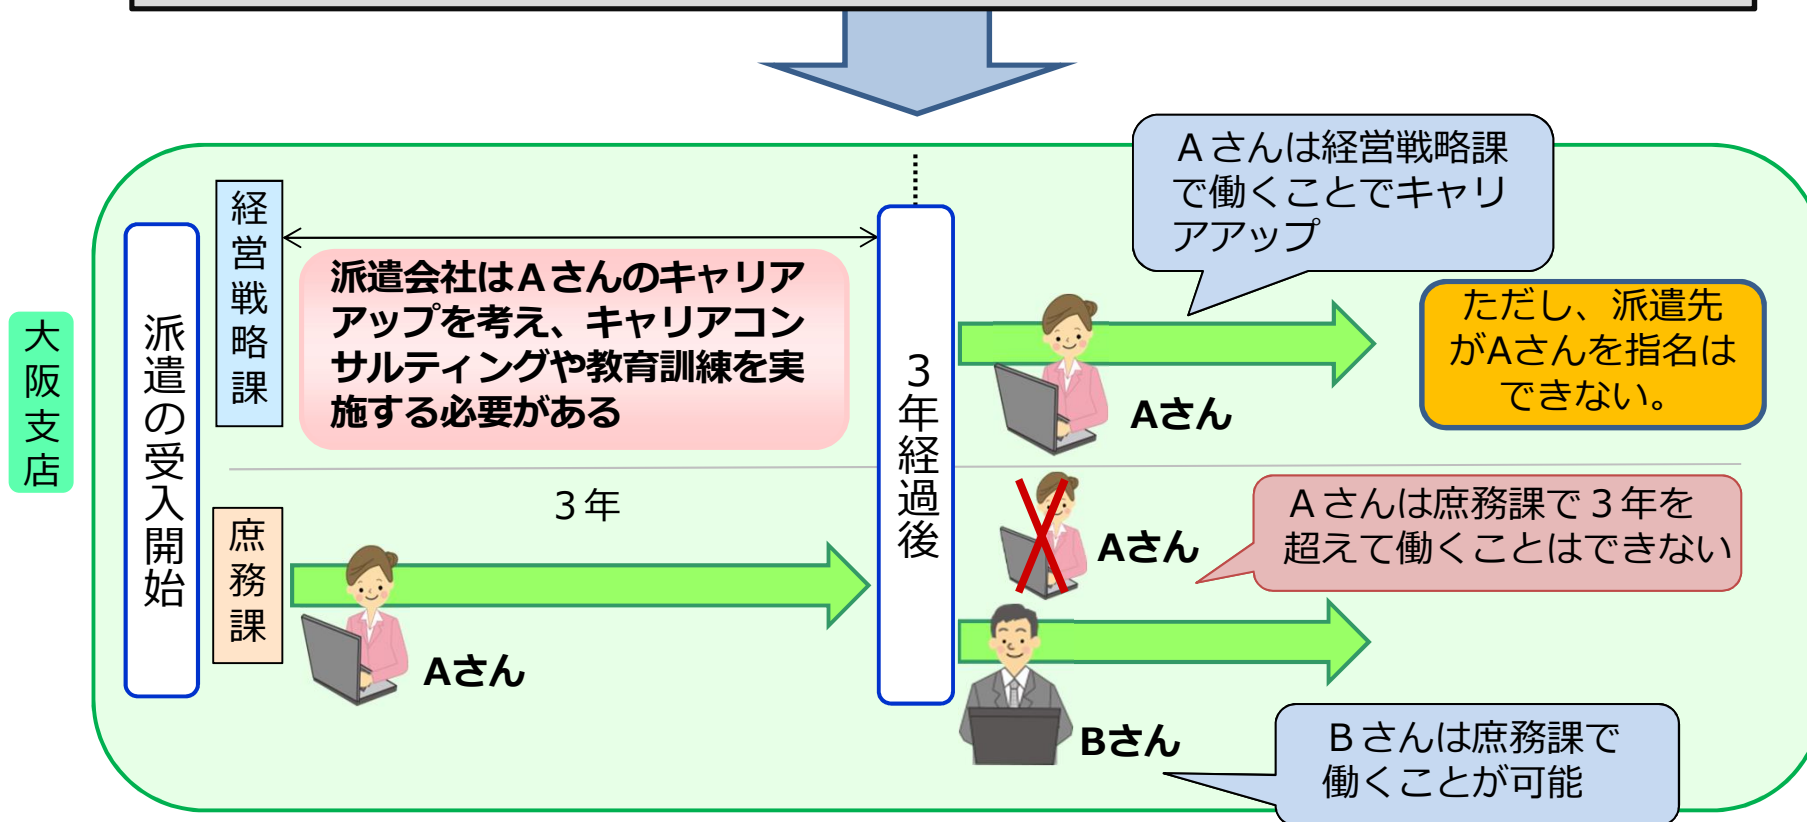 大阪支店
派遣の受入開始
経営戦略課
派遣会社はAさんのキャリア
アップを考え、キャリアコン
サルティングや教育訓練を実
施する必要がある
3年
庶務課
Aさん
3年経過後
Aさんは経営戦略課
で働くことでキャリ
アアップ
Aさん
ただし、派遣先
がAさんを指名は
できない。
Aさん
Aさんは庶務課で3年を
超えて働くことはできない
Bさん
Bさんは庶務課で
働くことが可能